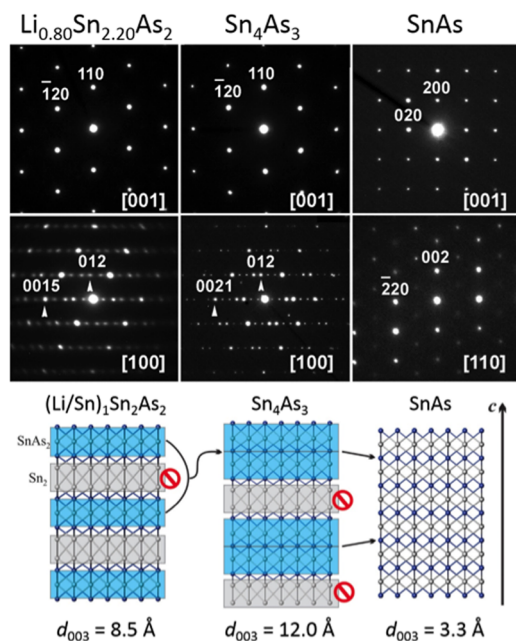 Li₀.₈₀Sn₂.₂₀As₂ Sn₄As₃ SnAs
110 110 200
1̅20 1̅20 020
[001] [001] [001]
012 012 002
0015 0021 2̅20
[100] [100] [110]
(Li/Sn)₁Sn₂As₂ Sn₄As₃ SnAs
c
SnAs₂
Sn₂
d₀₀₃ = 8.5 Å d₀₀₃ = 12.0 Å d₀₀₃ = 3.3 Å